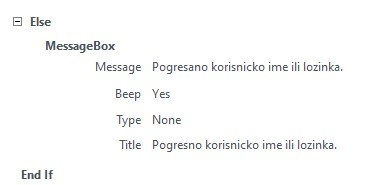 Else
MessageBox
Message Pogresano korisnicko ime ili lozinka.
Beep Yes
Type None
Title Pogresno korisnicko ime ili lozinka.
End If